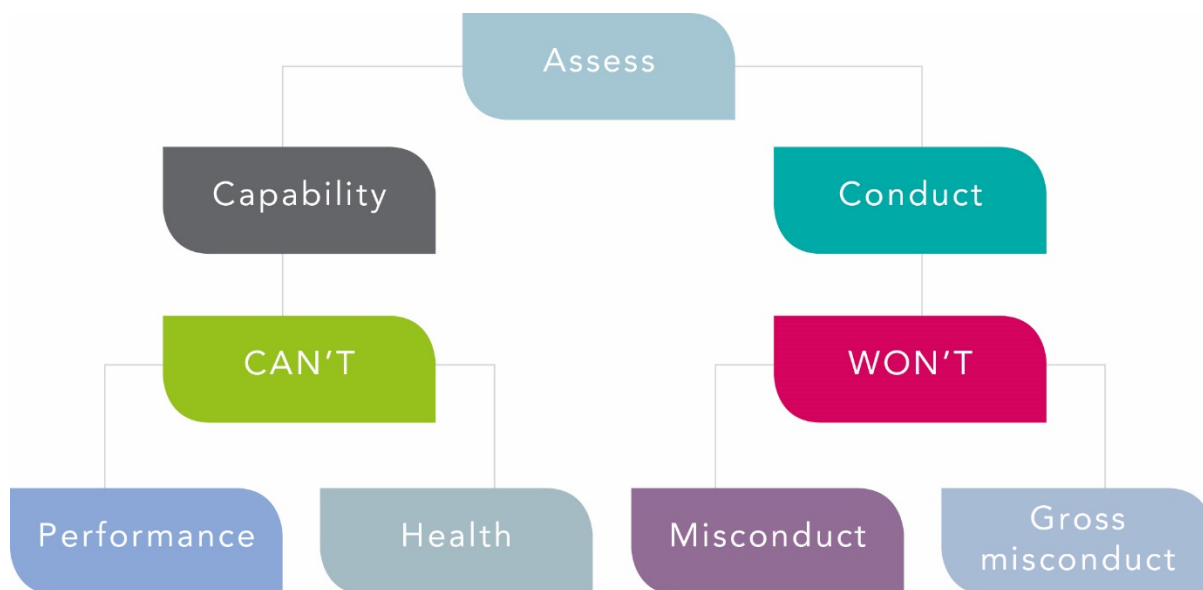 Assess
Capability
Conduct
CAN'T
WON'T
Performance
Health
Misconduct
Gross
misconduct